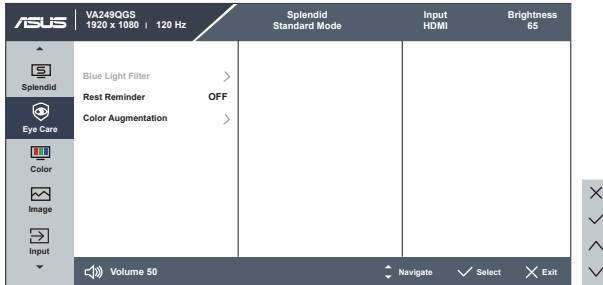 ASUS
VA249QGS
1920 x 1080 | 120 Hz
Splendid
Standard Mode
Input
HDMI
Brightness
65
Splendid
Eye Care
Color
Image
Input
Blue Light Filter
Rest Reminder OFF
Color Augmentation
Volume 50
Navigate
Select
Exit